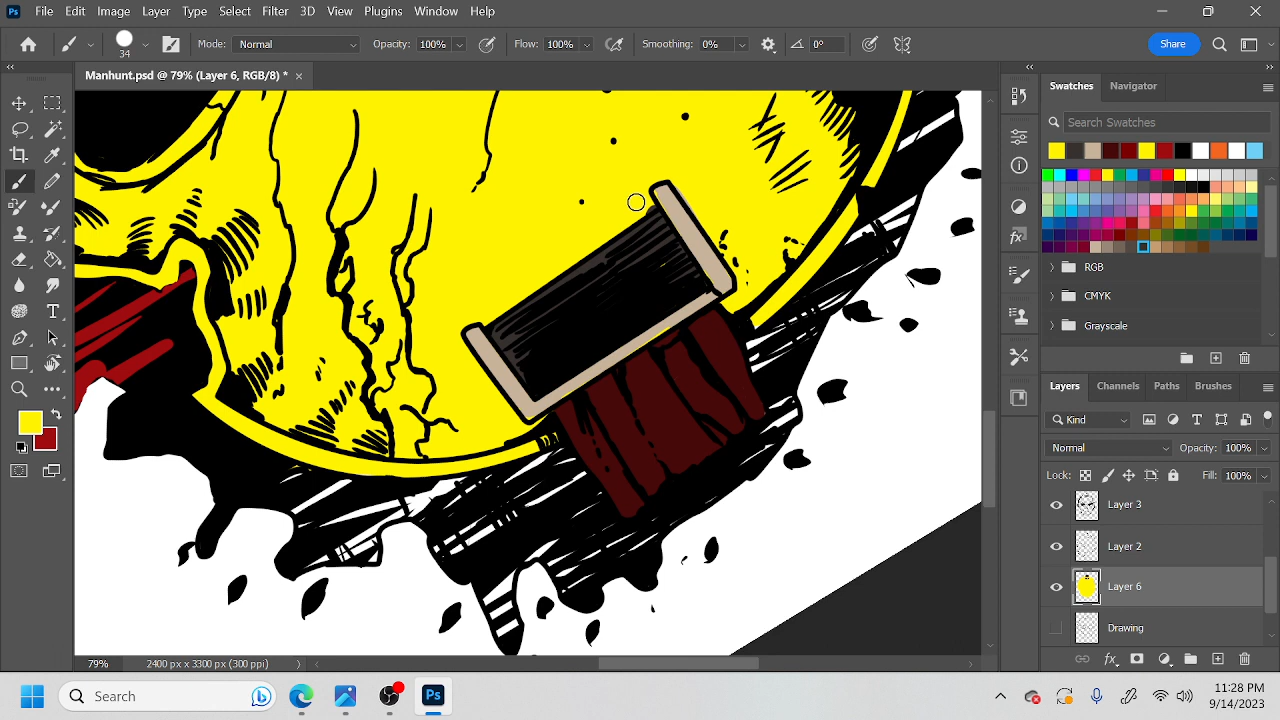 Ps File Edit Image Layer Type Select Filter 3D View Plugins Window Help
34 Mode: Normal Opacity: 100% Flow: 100% Smoothing: 0% 0° Share
Manhunt.psd @ 79% (Layer 6, RGB/8) *
Swatches Navigator
Search Swatches
RGB
CMYK
Grayscale
Layers Channels Paths Brushes
Kind
Normal Opacity: 100%
Lock: Fill: 100%
Layer 3
Layer 2
Layer 6
Drawing
79% 2400 px x 3300 px (300 ppi)
Search Ps 11:28 PM
9/14/2023